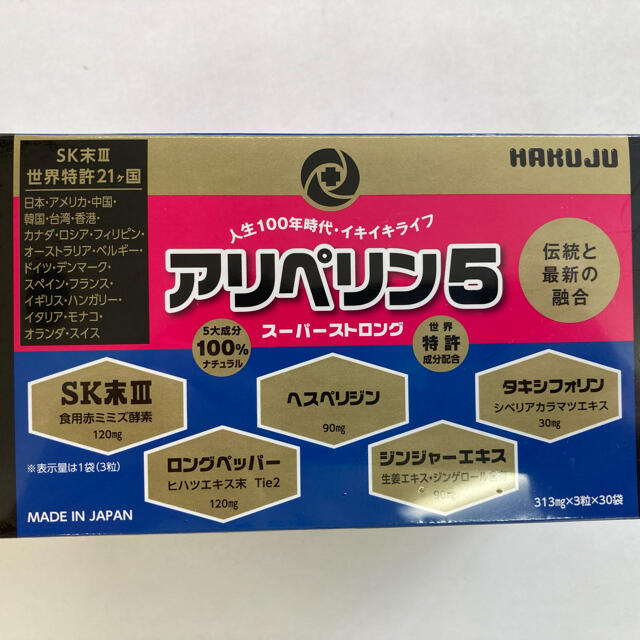 SK末Ⅲ
世界特許21ヶ国
日本・アメリカ・中国・
韓国・台湾・香港・
カナダ・ロシア・フィリピン・
オーストラリア・ベルギー・
ドイツ・デンマーク・
スペイン・フランス・
イギリス・ハンガリー・
イタリア・モナコ・
オランダ・スイス
HAKUJU
人生100年時代・イキイキライフ
アリペリン5
スーパーストロング
伝統と
最新の
融合
5大成分
100%
ナチュラル
世界
特許
成分配合
SK末Ⅲ
食用赤ミミズ酵素
120mg
ヘスペリジン
90mg
タキシフォリン
シベリアカラマツエキス
30mg
ロングペッパー
ヒハツエキス末 Tie2
120mg
ジンジャーエキス
生姜エキス・ジンゲロール
90mg
※表示量は1袋(3粒)
MADE IN JAPAN
313mg×3粒×30袋